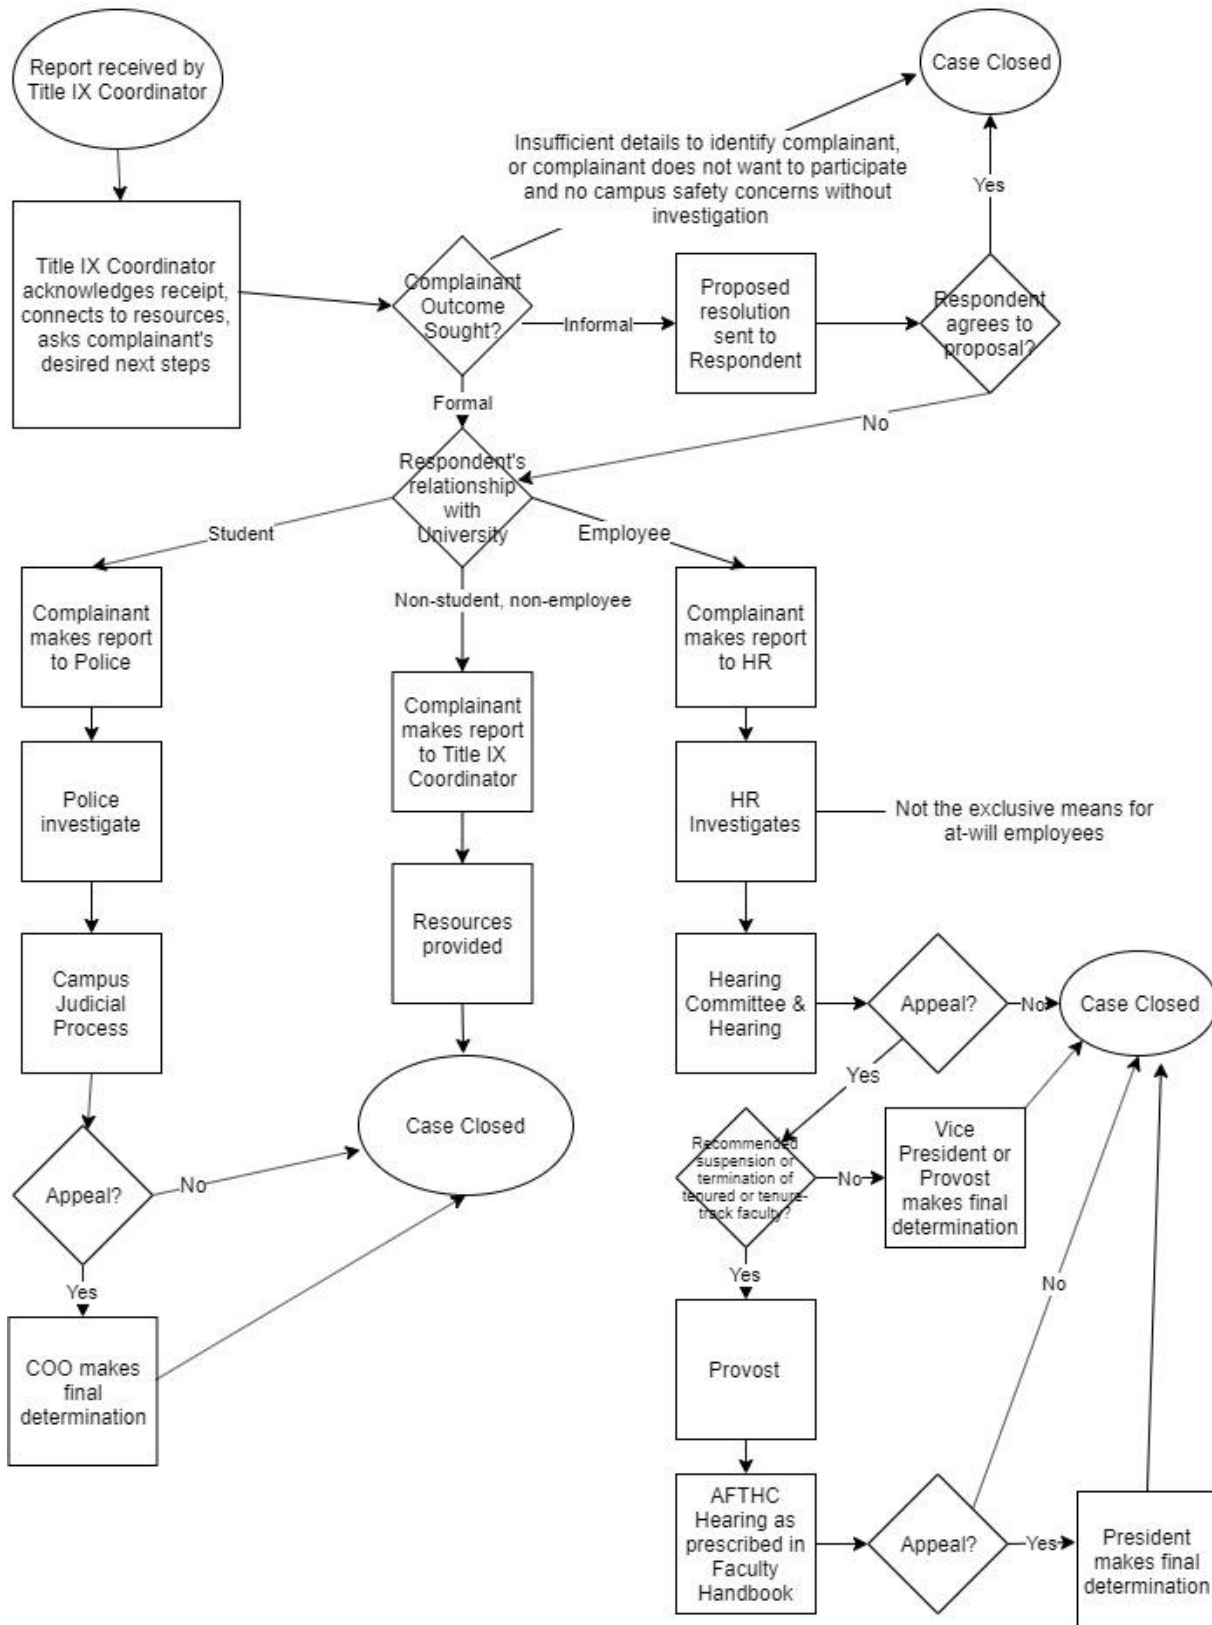 Report received by
Title IX Coordinator
Case Closed
Insufficient details to identify complainant,
or complainant does not want to participate
and no campus safety concerns without
investigation
Yes
Title IX Coordinator
acknowledges receipt,
connects to resources,
asks complainant's
desired next steps
Complainant
Outcome
Sought?
Informal
Proposed
resolution
sent to
Respondent
Respondent
agrees to
proposal?
Formal
No
Respondent's
relationship
with
University
Student
Employee
Non-student, non-employee
Complainant
makes report
to Police
Complainant
makes report
to Title IX
Coordinator
Complainant
makes report
to HR
Police
investigate
HR
Investigates
Not the exclusive means for
at-will employees
Resources
provided
Campus
Judicial
Process
Hearing
Committee &
Hearing
Appeal?
No
Case Closed
Yes
Case Closed
Appeal?
No
Recommended
suspension or
termination of
tenured or tenure-
track faculty?
No
Vice
President or
Provost
makes final
determination
Yes
Yes
No
COO makes
final
determination
Provost
AFTHC
Hearing as
prescribed in
Faculty
Handbook
Appeal?
Yes
President
makes final
determination